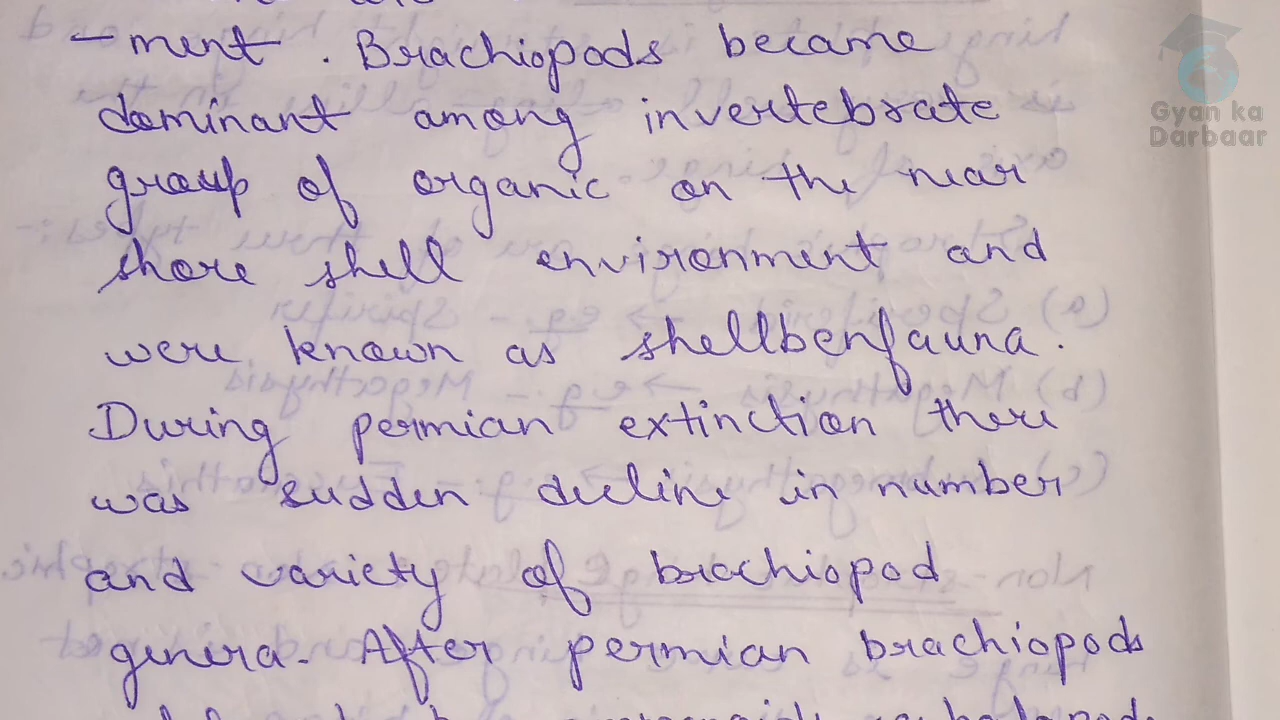 -ment. Brachiopods became
dominant among invertebrate
group of organic on the near
shore shell environment and
were known as shellbenfauna.
During permian extinction there
was sudden decline in number
and variety of brachiopod
genera. After permian brachiopods
Gyan ka
Darbaar